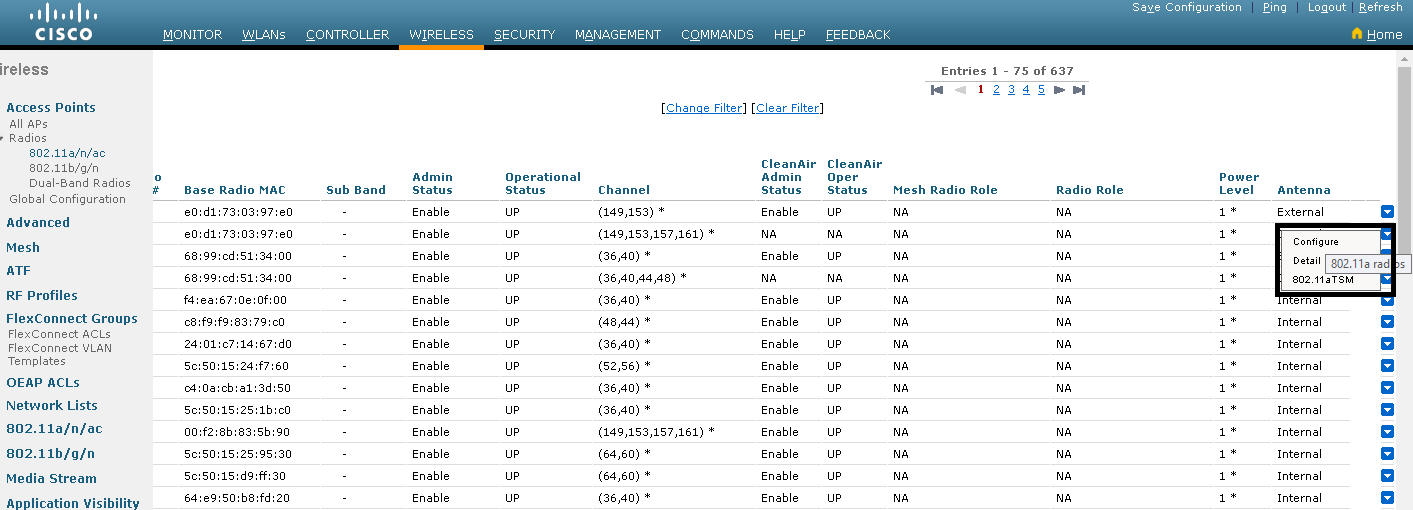 Save Configuration | Ping | Logout | Refresh
CISCO
MONITOR WLANs CONTROLLER WIRELESS SECURITY MANAGEMENT COMMANDS HELP FEEDBACK
Home
ireless
Access Points
All APs
Radios
802.11a/n/ac
802.11b/g/n
Dual-Band Radios
Global Configuration
Advanced
Mesh
ATF
RF Profiles
FlexConnect Groups
FlexConnect ACLs
FlexConnect VLAN
Templates
OEAP ACLs
Network Lists
802.11a/n/ac
802.11b/g/n
Media Stream
Application Visibility
Entries 1 - 75 of 637
1 2 3 4 5
[Change Filter] [Clear Filter]
o # Base Radio MAC Sub Band Admin Status Operational Status Channel CleanAir Admin Status CleanAir Oper Status Mesh Radio Role Radio Role Power Level Antenna
e0:d1:73:03:97:e0 - Enable UP (149,153) * Enable UP NA NA 1 * External
e0:d1:73:03:97:e0 - Enable UP (149,153,157,161) * NA NA NA NA 1 *
68:99:cd:51:34:00 - Enable UP (36,40) * Enable UP NA NA 1 *
68:99:cd:51:34:00 - Enable UP (36,40,44,48) * NA NA NA NA 1 *
f4:ea:67:0e:0f:00 - Enable UP (36,40) * Enable UP NA NA 1 * Internal
c8:f9:f9:83:79:c0 - Enable UP (48,44) * Enable UP NA NA 1 * Internal
24:01:c7:14:67:d0 - Enable UP (36,40) * Enable UP NA NA 1 * Internal
5c:50:15:24:f7:60 - Enable UP (52,56) * Enable UP NA NA 1 * Internal
c4:0a:cb:a1:3d:50 - Enable UP (36,40) * Enable UP NA NA 1 * Internal
5c:50:15:25:1b:c0 - Enable UP (36,40) * Enable UP NA NA 1 * Internal
00:f2:8b:83:5b:90 - Enable UP (149,153,157,161) * Enable UP NA NA 1 * Internal
5c:50:15:25:95:30 - Enable UP (64,60) * Enable UP NA NA 1 * Internal
5c:50:15:d9:ff:30 - Enable UP (64,60) * Enable UP NA NA 1 * Internal
64:e9:50:b8:fd:20 - Enable UP (36,40) * Enable UP NA NA 1 * Internal
Configure
Detail
802.11a radios
802.11aTSM